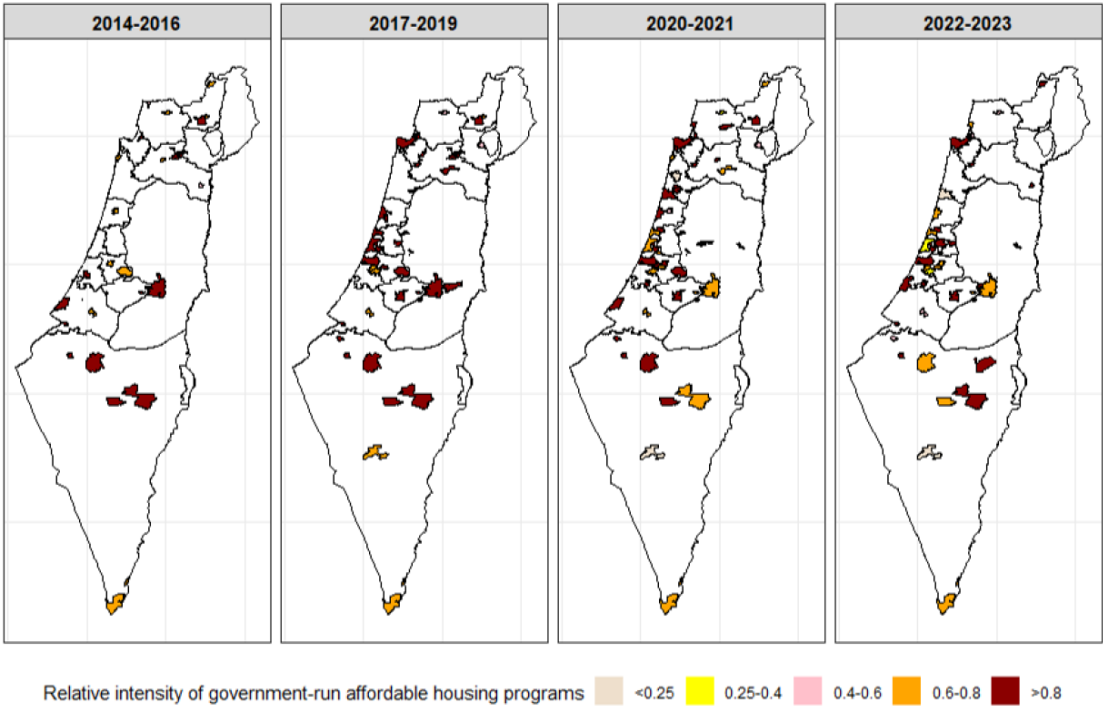 2014-2016
2017-2019
2020-2021
2022-2023
Relative intensity of government-run affordable housing programs <0.25 0.25-0.4 0.4-0.6 0.6-0.8 >0.8